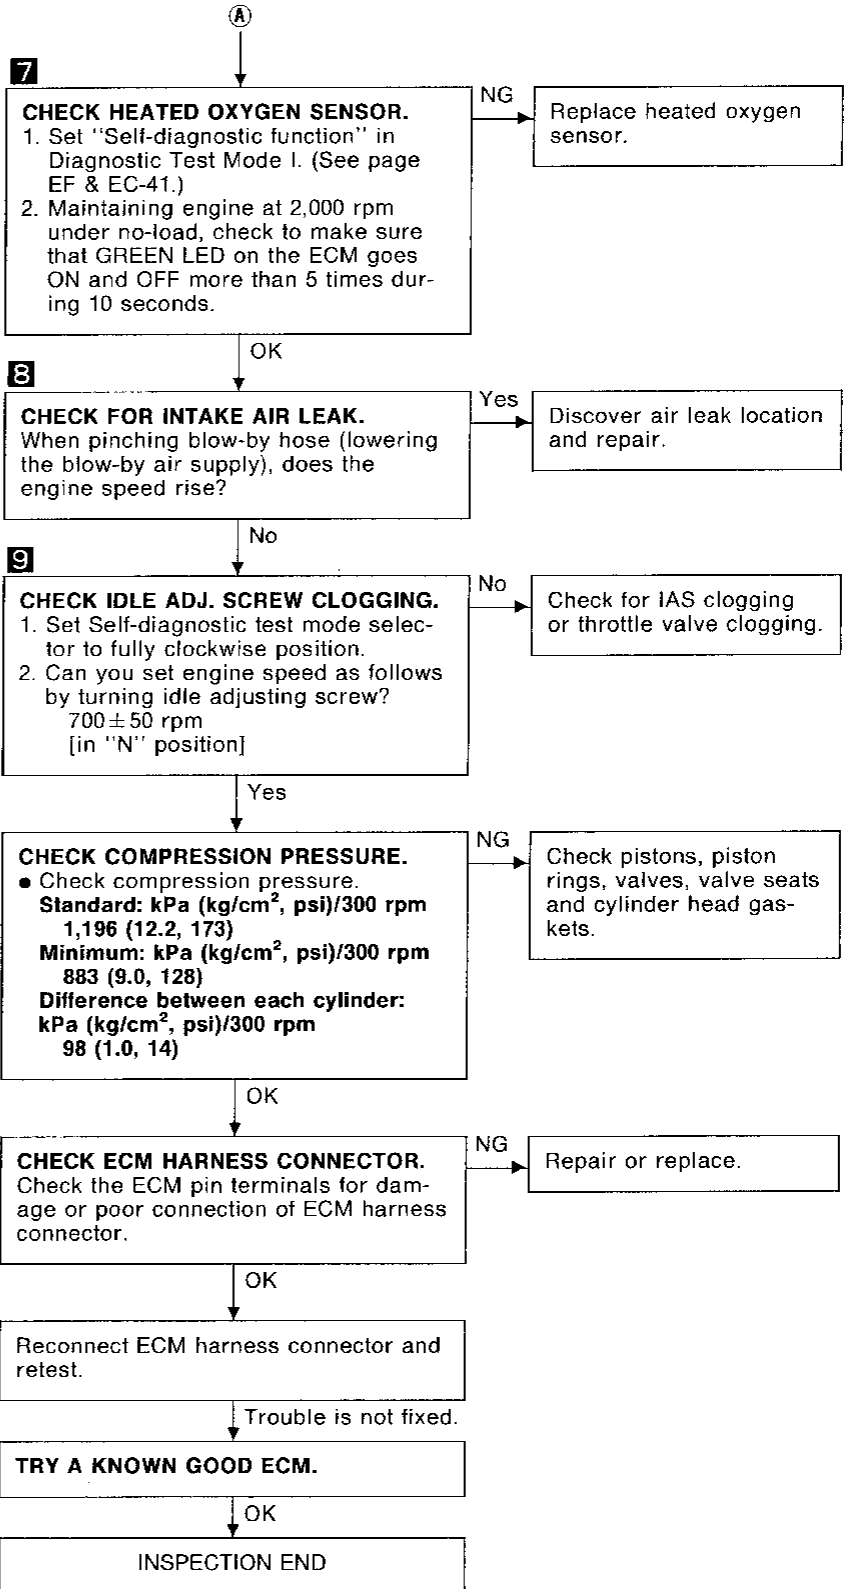 A
7
CHECK HEATED OXYGEN SENSOR.
1. Set "Self-diagnostic function" in
Diagnostic Test Mode I. (See page
EF & EC-41.)
2. Maintaining engine at 2,000 rpm
under no-load, check to make sure
that GREEN LED on the ECM goes
ON and OFF more than 5 times dur-
ing 10 seconds.
NG
Replace heated oxygen
sensor.
OK
8
CHECK FOR INTAKE AIR LEAK.
When pinching blow-by hose (lowering
the blow-by air supply), does the
engine speed rise?
Yes
Discover air leak location
and repair.
No
9
CHECK IDLE ADJ. SCREW CLOGGING.
1. Set Self-diagnostic test mode selec-
tor to fully clockwise position.
2. Can you set engine speed as follows
by turning idle adjusting screw?
700±50 rpm
[in "N" position]
No
Check for IAS clogging
or throttle valve clogging.
Yes
CHECK COMPRESSION PRESSURE.
● Check compression pressure.
Standard: kPa (kg/cm², psi)/300 rpm
1,196 (12.2, 173)
Minimum: kPa (kg/cm², psi)/300 rpm
883 (9.0, 128)
Difference between each cylinder:
kPa (kg/cm², psi)/300 rpm
98 (1.0, 14)
NG
Check pistons, piston
rings, valves, valve seats
and cylinder head gas-
kets.
OK
CHECK ECM HARNESS CONNECTOR.
Check the ECM pin terminals for dam-
age or poor connection of ECM harness
connector.
NG
Repair or replace.
OK
Reconnect ECM harness connector and
retest.
Trouble is not fixed.
TRY A KNOWN GOOD ECM.
OK
INSPECTION END